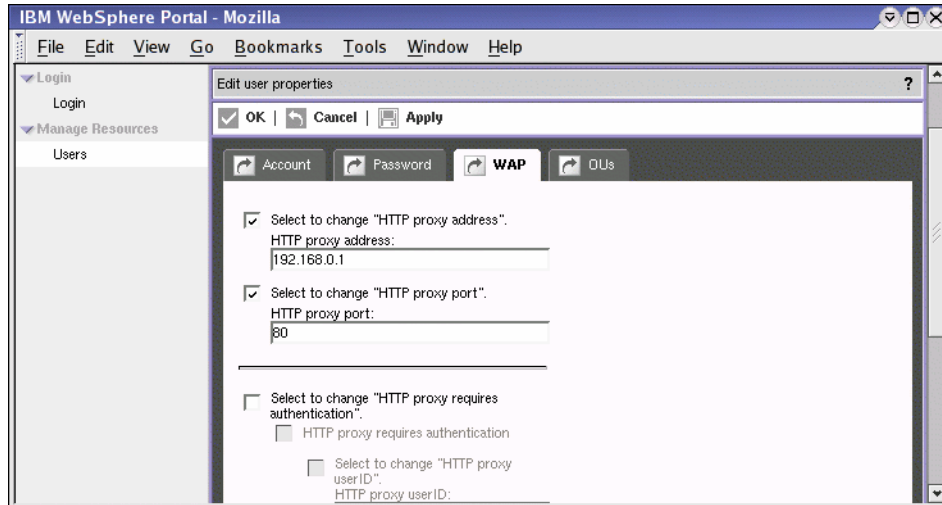 IBM WebSphere Portal - Mozilla
File Edit View Go Bookmarks Tools Window Help
Login
Login
Manage Resources
Users
Edit user properties ?
OK | Cancel | Apply
Account Password WAP OUs
Select to change "HTTP proxy address".
HTTP proxy address:
192.168.0.1
Select to change "HTTP proxy port".
HTTP proxy port:
80
Select to change "HTTP proxy requires
authentication".
HTTP proxy requires authentication
Select to change "HTTP proxy
userID".
HTTP proxy userID: